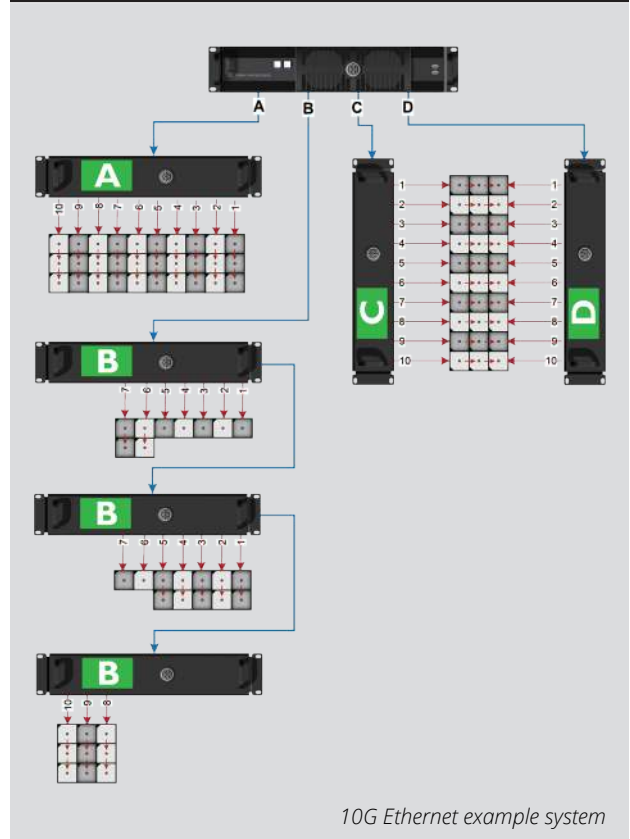 A B C D
A
10 9 8 7 6 5 4 3 2 1
C
1 1
2 2
3 3
4 4
5 5
6 6
7 7
8 8
9 9
10 10
D
B
7 6 5 4 3 2 1
B
7 6 5 4 3 2 1
B
10 9 8
10G Ethernet example system